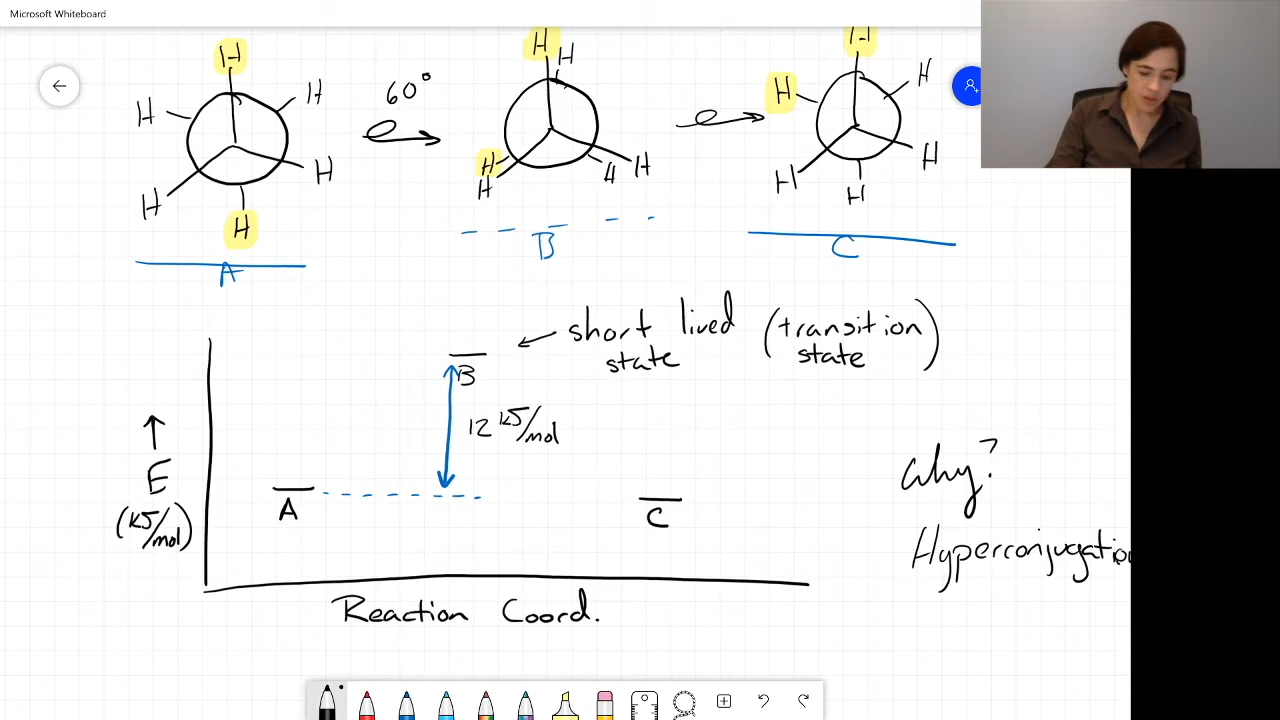 Microsoft Whiteboard
H
H
H
H
H
H
60°
H
H
H
H
H
H
H
H
H
H
H
H
A
B
C
short lived
state
(transition
state)
B
12 kJ/mol
↑
E
(kJ/mol)
A
C
Why?
Hyperconjugation
Reaction Coord.